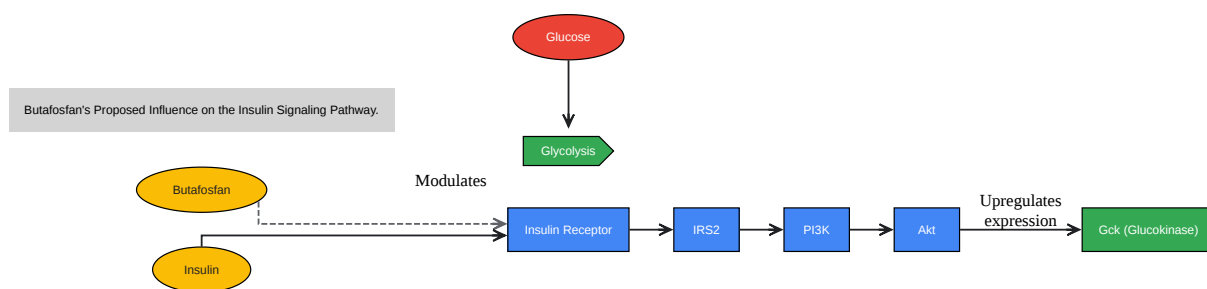 Glucose
Butafosfan's Proposed Influence on the Insulin Signaling Pathway.
Glycolysis
Modulates
Butafosfan
Upregulates
expression
Insulin Receptor
IRS2
PI3K
Akt
Gck (Glucokinase)
Insulin